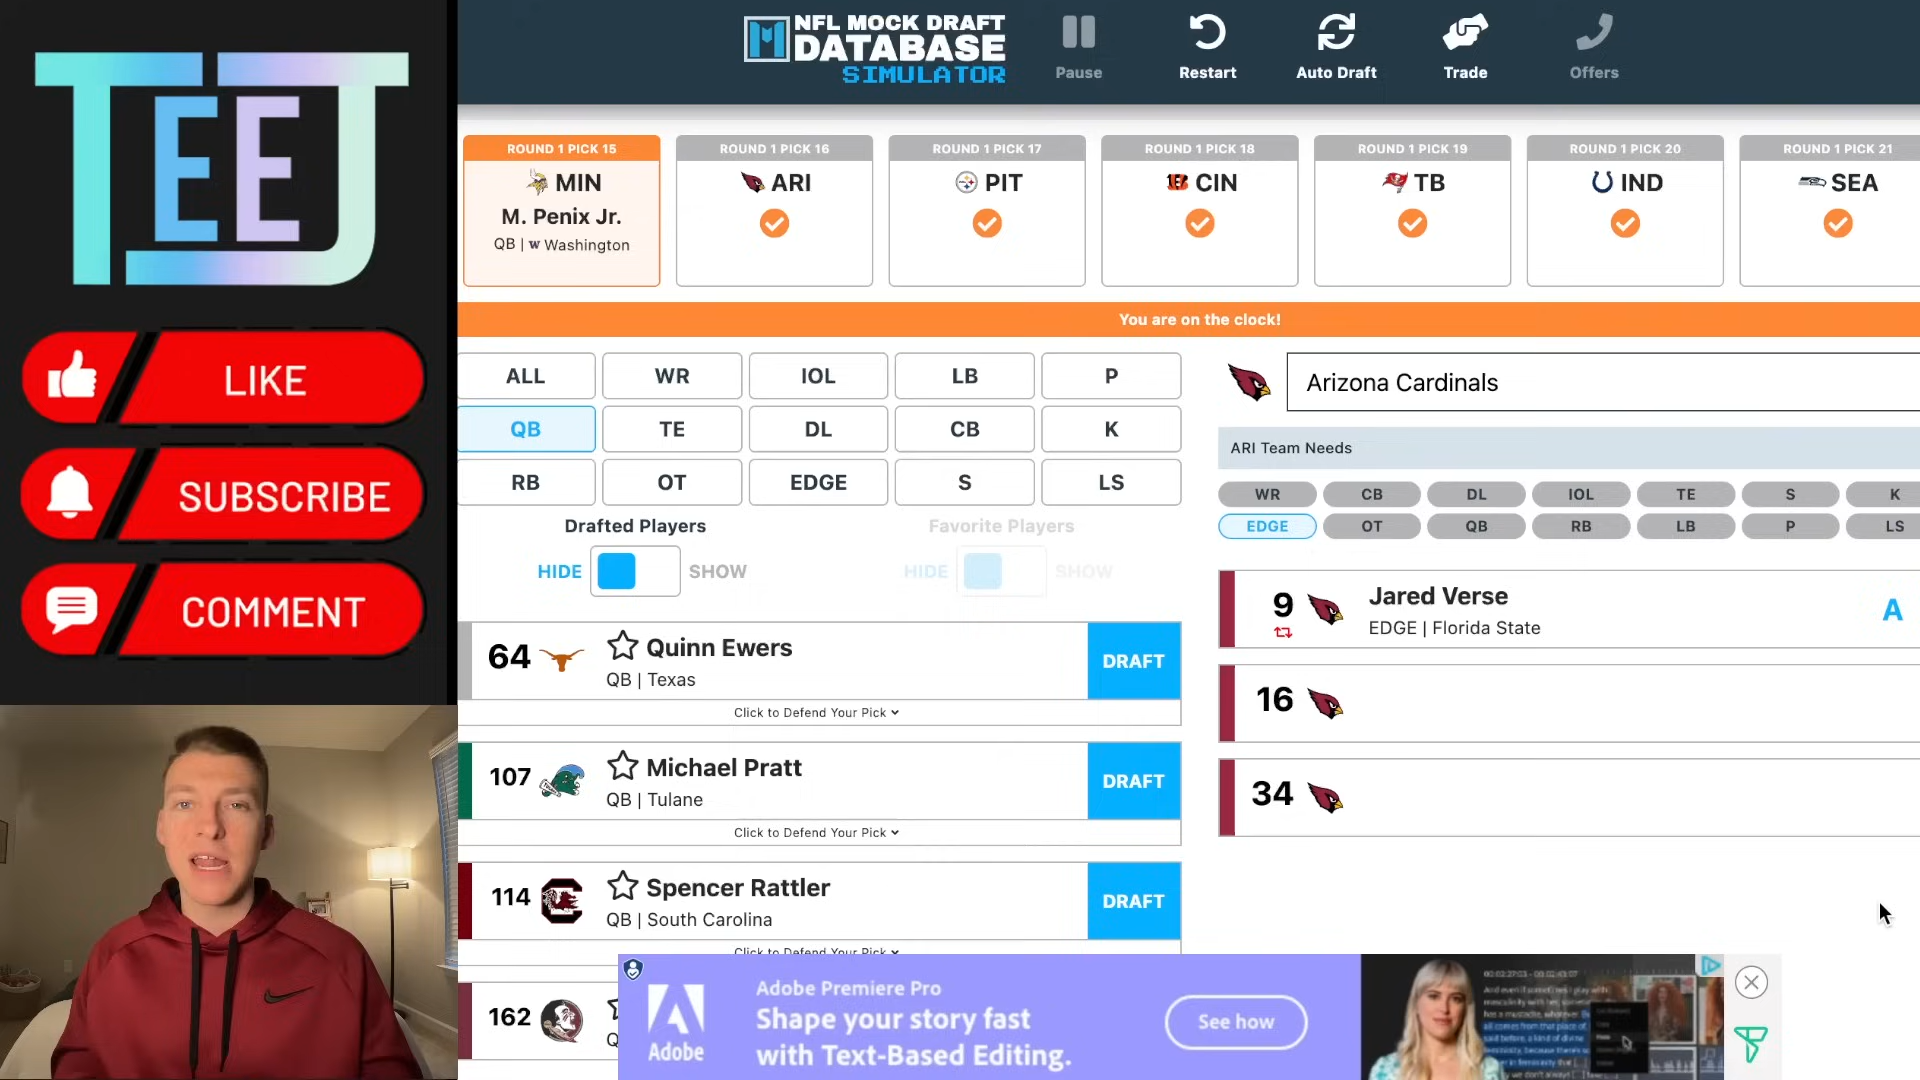 TEEJ
LIKE
SUBSCRIBE
COMMENT
NFL MOCK DRAFT
DATABASE
SIMULATOR
Pause
Restart
Auto Draft
Trade
Offers
ROUND 1 PICK 15
MIN
M. Penix Jr.
QB | W Washington
ROUND 1 PICK 16
ARI
ROUND 1 PICK 17
PIT
ROUND 1 PICK 18
CIN
ROUND 1 PICK 19
TB
ROUND 1 PICK 20
IND
ROUND 1 PICK 21
SEA
You are on the clock!
ALL WR IOL LB P
QB TE DL CB K
RB OT EDGE S LS
Drafted Players
HIDE SHOW
Favorite Players
HIDE SHOW
64 Quinn Ewers
QB | Texas
DRAFT
Click to Defend Your Pick
107 Michael Pratt
QB | Tulane
DRAFT
Click to Defend Your Pick
114 Spencer Rattler
QB | South Carolina
DRAFT
Click to Defend Your Pick
162
Arizona Cardinals
ARI Team Needs
WR CB DL IOL TE S K
EDGE OT QB RB LB P LS
9 Jared Verse
EDGE | Florida State
A
16
34
Adobe
Adobe Premiere Pro
Shape your story fast
with Text-Based Editing.
See how